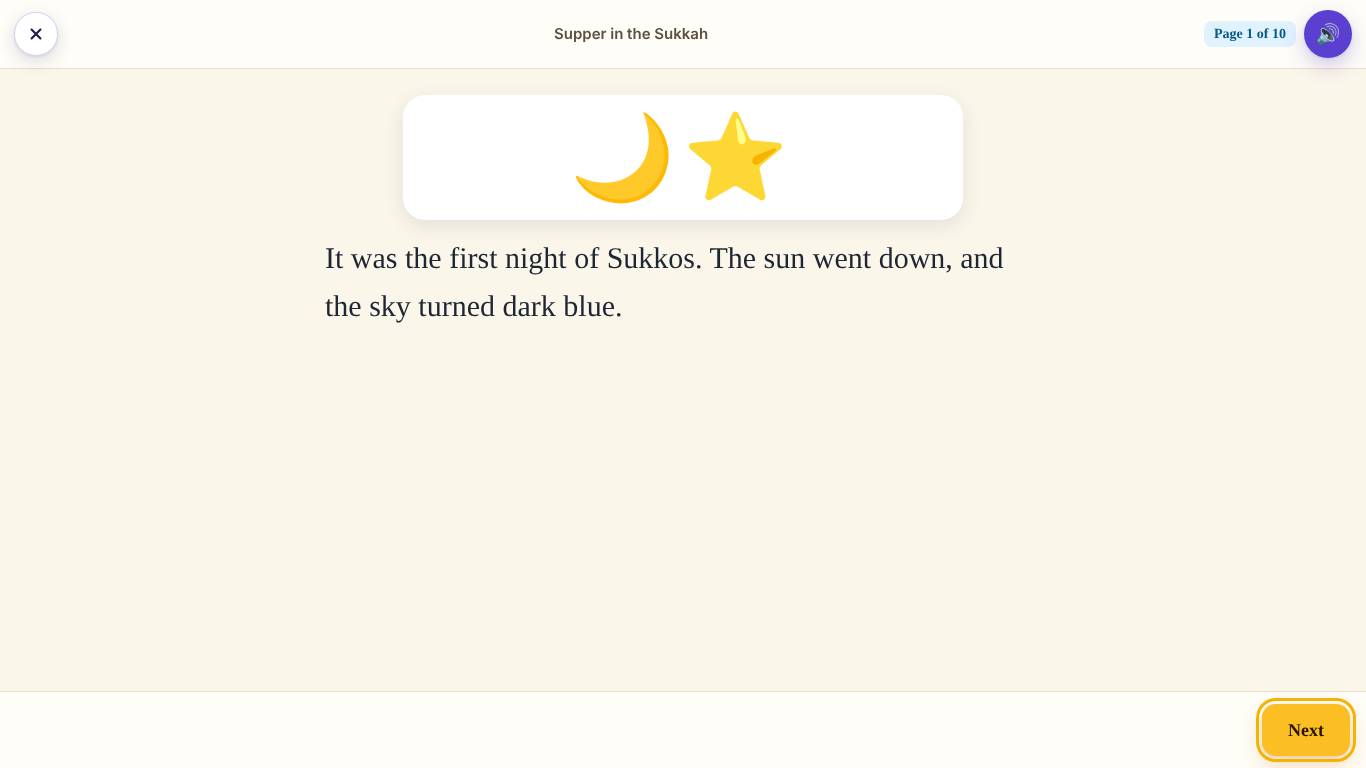 Supper in the Sukkah
Page 1 of 10
It was the first night of Sukkos. The sun went down, and
the sky turned dark blue.
Next